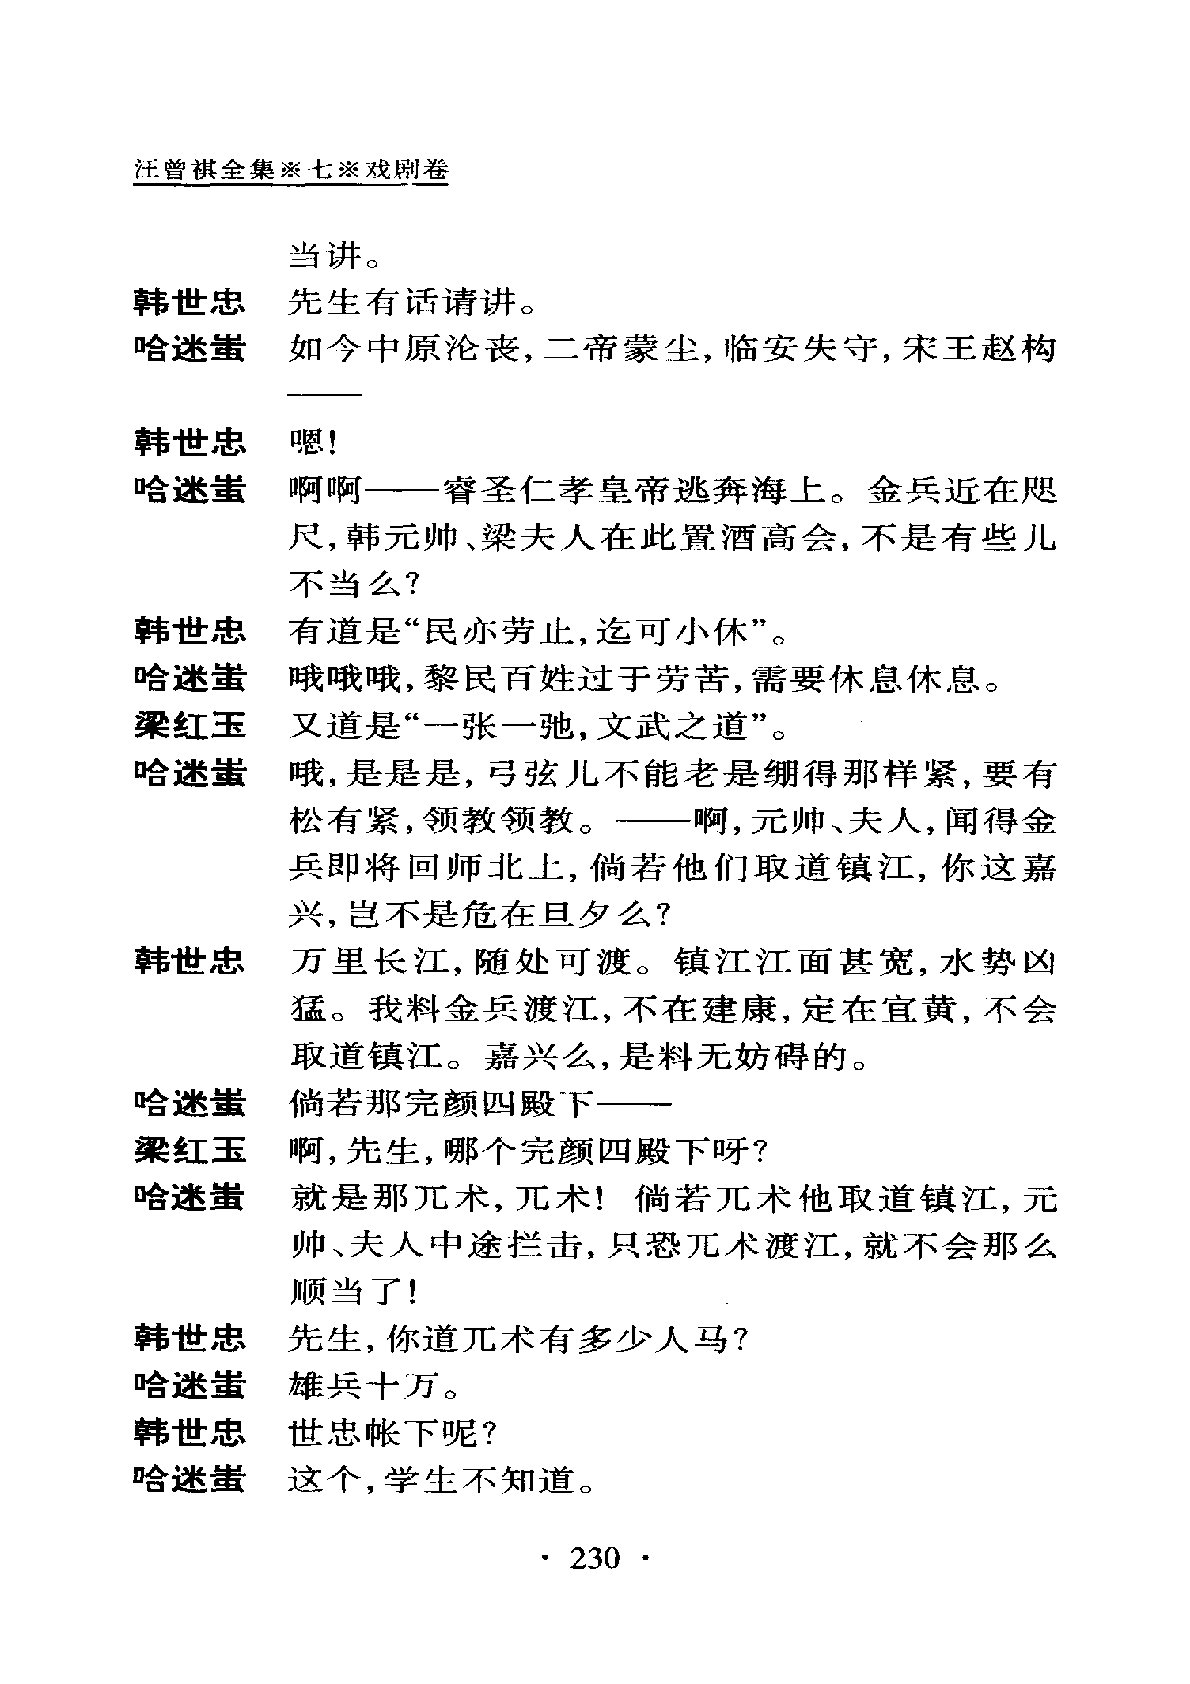 汪曾祺全集※七※戏剧卷
当讲。
韩世忠 先生有话请讲。
哈迷蚩 如今中原沦丧,二帝蒙尘,临安失守,宋王赵构
——
韩世忠 嗯!
哈迷蚩 啊啊——睿圣仁孝皇帝逃奔海上。金兵近在咫
尺,韩元帅、梁夫人在此置酒高会,不是有些儿
不当么?
韩世忠 有道是“民亦劳止,迄可小休”。
哈迷蚩 哦哦哦,黎民百姓过于劳苦,需要休息休息。
梁红玉 又道是“一张一弛,文武之道”。
哈迷蚩 哦,是是是,弓弦儿不能老是绷得那样紧,要有
松有紧,领教领教。——啊,元帅、夫人,闻得金
兵即将回师北上,倘若他们取道镇江,你这嘉
兴,岂不是危在旦夕么?
韩世忠 万里长江,随处可渡。镇江江面甚宽,水势凶
猛。我料金兵渡江,不在建康,定在宜黄,不会
取道镇江。嘉兴么,是料无妨碍的。
哈迷蚩 倘若那完颜四殿下——
梁红玉 啊,先生,哪个完颜四殿下呀?
哈迷蚩 就是那兀术,兀术! 倘若兀术他取道镇江,元
帅、夫人中途拦击,只恐兀术渡江,就不会那么
顺当了!
韩世忠 先生,你道兀术有多少人马?
哈迷蚩 雄兵十万。
韩世忠 世忠帐下呢?
哈迷蚩 这个,学生不知道。
· 230 ·